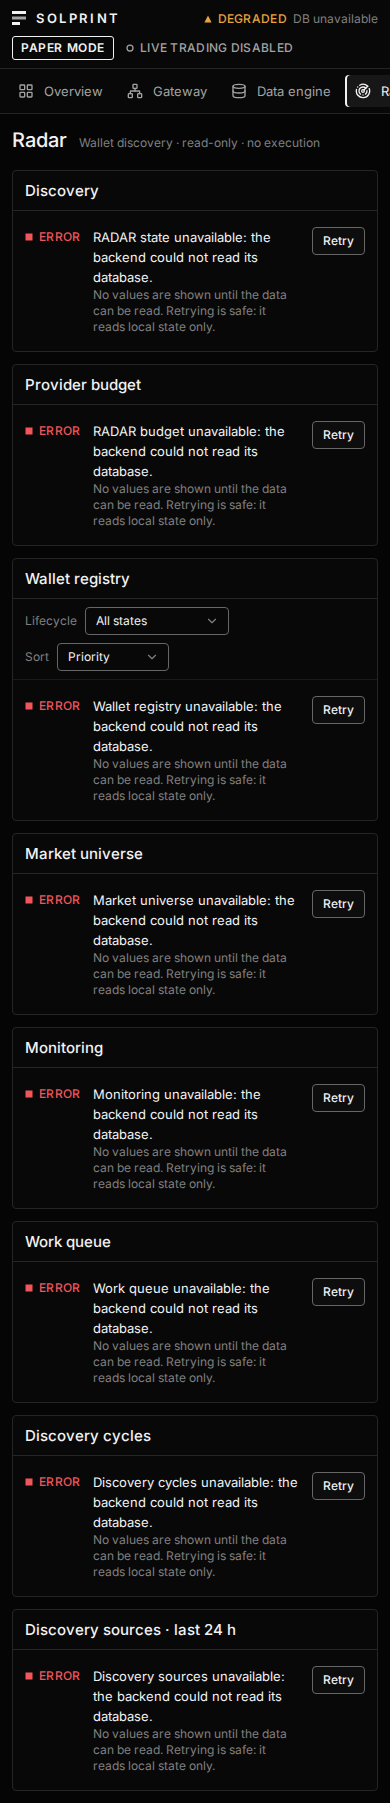 SOLPRINT
▲ DEGRADED DB unavailable
PAPER MODE LIVE TRADING DISABLED
Overview Gateway Data engine R
Radar Wallet discovery · read-only · no execution
Discovery
ERROR RADAR state unavailable: the Retry
backend could not read its
database.
No values are shown until the data
can be read. Retrying is safe: it
reads local state only.
Provider budget
ERROR RADAR budget unavailable: the Retry
backend could not read its
database.
No values are shown until the data
can be read. Retrying is safe: it
reads local state only.
Wallet registry
Lifecycle All states
Sort Priority
ERROR Wallet registry unavailable: the Retry
backend could not read its
database.
No values are shown until the data
can be read. Retrying is safe: it
reads local state only.
Market universe
ERROR Market universe unavailable: the Retry
backend could not read its
database.
No values are shown until the data
can be read. Retrying is safe: it
reads local state only.
Monitoring
ERROR Monitoring unavailable: the Retry
backend could not read its
database.
No values are shown until the data
can be read. Retrying is safe: it
reads local state only.
Work queue
ERROR Work queue unavailable: the Retry
backend could not read its
database.
No values are shown until the data
can be read. Retrying is safe: it
reads local state only.
Discovery cycles
ERROR Discovery cycles unavailable: the Retry
backend could not read its
database.
No values are shown until the data
can be read. Retrying is safe: it
reads local state only.
Discovery sources · last 24 h
ERROR Discovery sources unavailable: Retry
the backend could not read its
database.
No values are shown until the data
can be read. Retrying is safe: it
reads local state only.